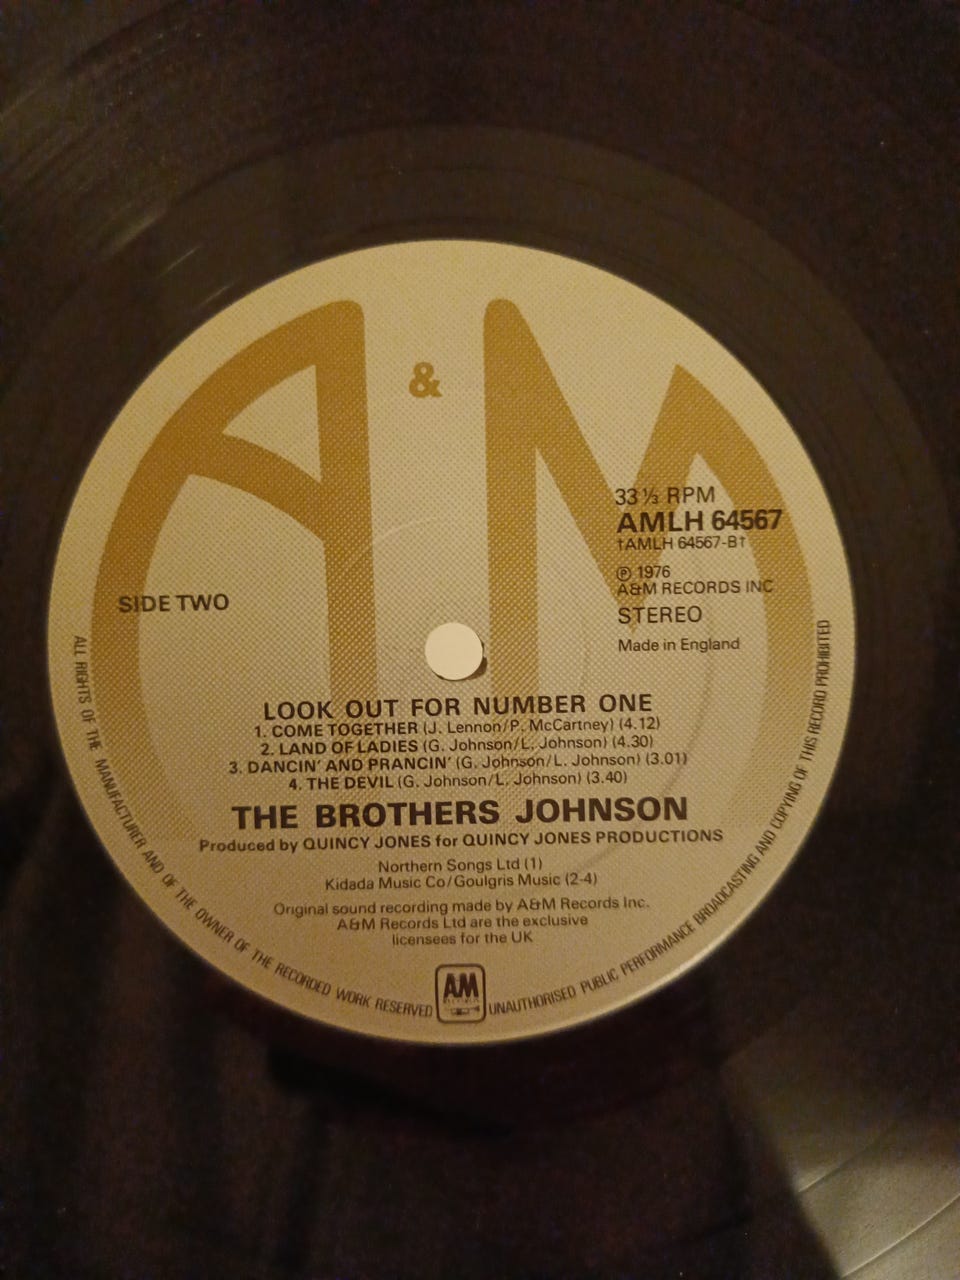 A & M
33⅓ RPM
AMLH 64567
†AMLH 64567-B†
℗ 1976
A&M RECORDS INC
STEREO
Made in England
SIDE TWO
LOOK OUT FOR NUMBER ONE
1. COME TOGETHER (J. Lennon/P. McCartney) (4.12)
2. LAND OF LADIES (G. Johnson/L. Johnson) (4.30)
3. DANCIN' AND PRANCIN' (G. Johnson/L. Johnson) (3.01)
4. THE DEVIL (G. Johnson/L. Johnson) (3.40)
THE BROTHERS JOHNSON
Produced by QUINCY JONES for QUINCY JONES PRODUCTIONS
Northern Songs Ltd (1)
Kidada Music Co/Goulgris Music (2-4)
Original sound recording made by A&M Records Inc.
A&M Records Ltd are the exclusive
licensees for the UK
ALL RIGHTS OF THE MANUFACTURER AND OF THE OWNER OF THE RECORDED WORK RESERVED
AM
UNAUTHORISED PUBLIC PERFORMANCE BROADCASTING AND COPYING OF THIS RECORD PROHIBITED